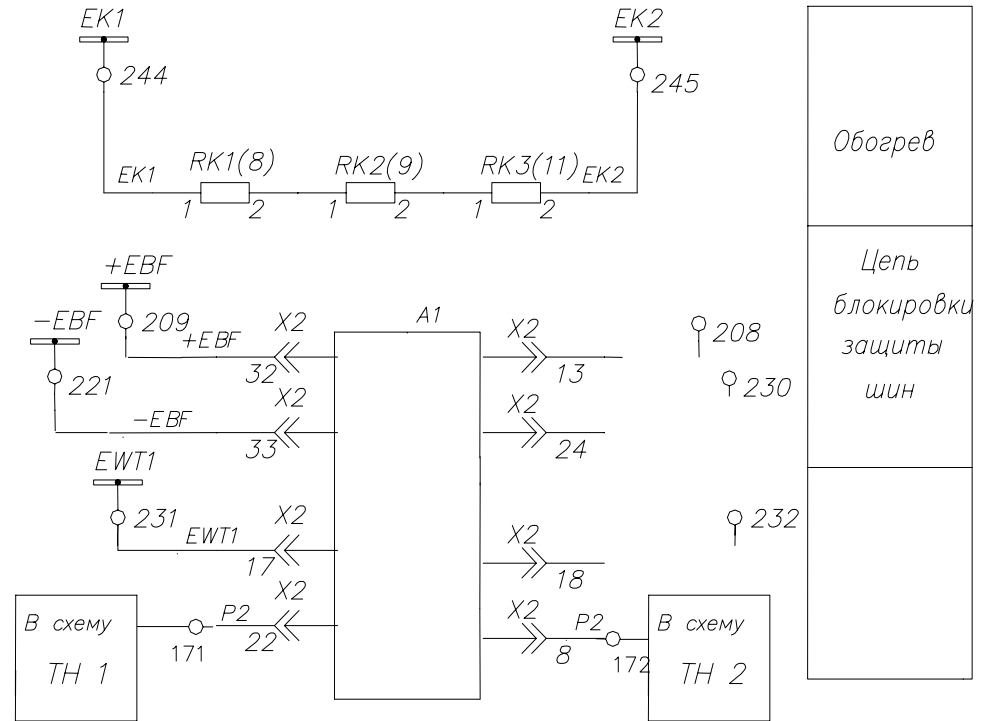 EK1
EK2
244
245
Обогрев
RK1(8)
RK2(9)
RK3(11)
EK1
EK2
1
2
1
2
1
2
+EBF
Цепь
блокировки
защиты
шин
-EBF
209
+EBF
X2
A1
X2
208
32
13
221
230
-EBF
X2
X2
33
24
EWT1
231
EWT1
X2
X2
232
17
18
В схему
ТН 1
171
P2
X2
22
X2
8
P2
172
В схему
ТН 2